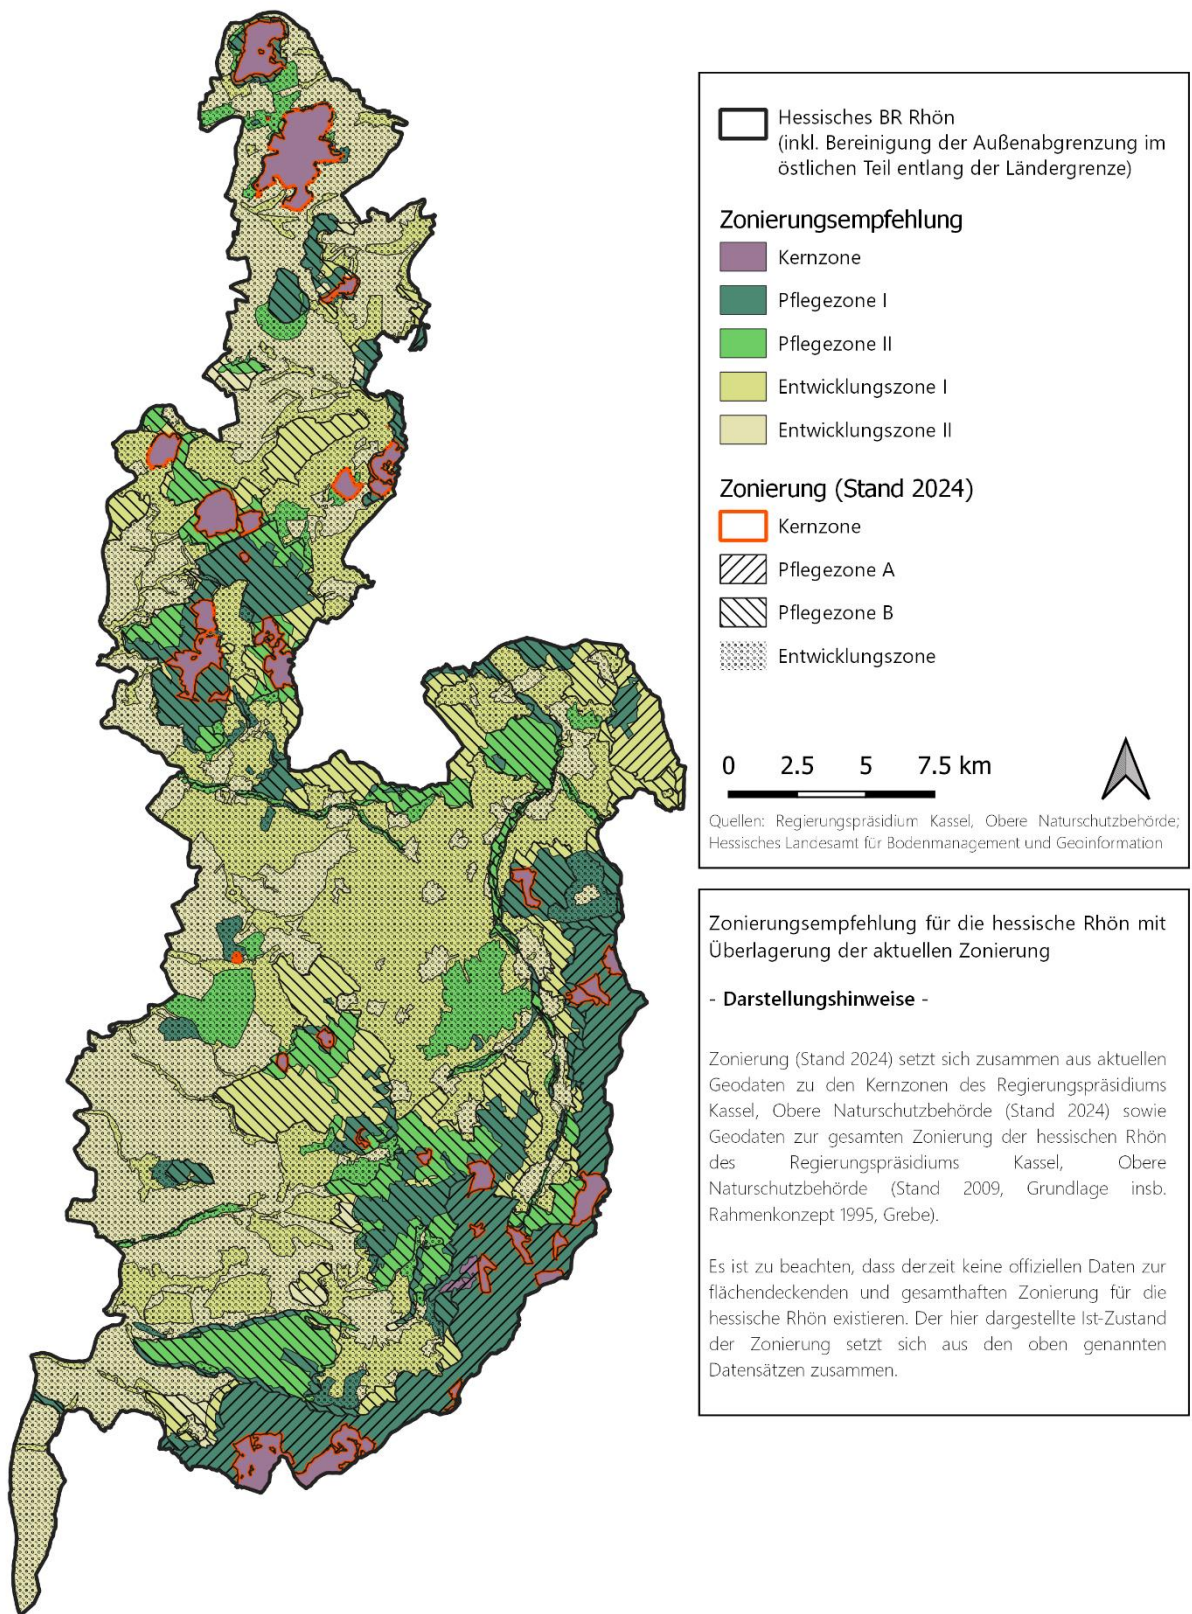 Hessisches BR Rhön
(inkl. Bereinigung der Außenabgrenzung im
östlichen Teil entlang der Ländergrenze)
Zonierungsempfehlung
Kernzone
Pflegezone I
Pflegezone II
Entwicklungszone I
Entwicklungszone II
Zonierung (Stand 2024)
Kernzone
Pflegezone A
Pflegezone B
Entwicklungszone
0 2.5 5 7.5 km
Quellen: Regierungspräsidium Kassel, Obere Naturschutzbehörde;
Hessisches Landesamt für Bodenmanagement und Geoinformation
Zonierungsempfehlung für die hessische Rhön mit
Überlagerung der aktuellen Zonierung
- Darstellungshinweise -
Zonierung (Stand 2024) setzt sich zusammen aus aktuellen
Geodaten zu den Kernzonen des Regierungspräsidiums
Kassel, Obere Naturschutzbehörde (Stand 2024) sowie
Geodaten zur gesamten Zonierung der hessischen Rhön
des Regierungspräsidiums Kassel, Obere
Naturschutzbehörde (Stand 2009, Grundlage insb.
Rahmenkonzept 1995, Grebe).
Es ist zu beachten, dass derzeit keine offiziellen Daten zur
flächendeckenden und gesamthaften Zonierung für die
hessische Rhön existieren. Der hier dargestellte Ist-Zustand
der Zonierung setzt sich aus den oben genannten
Datensätzen zusammen.